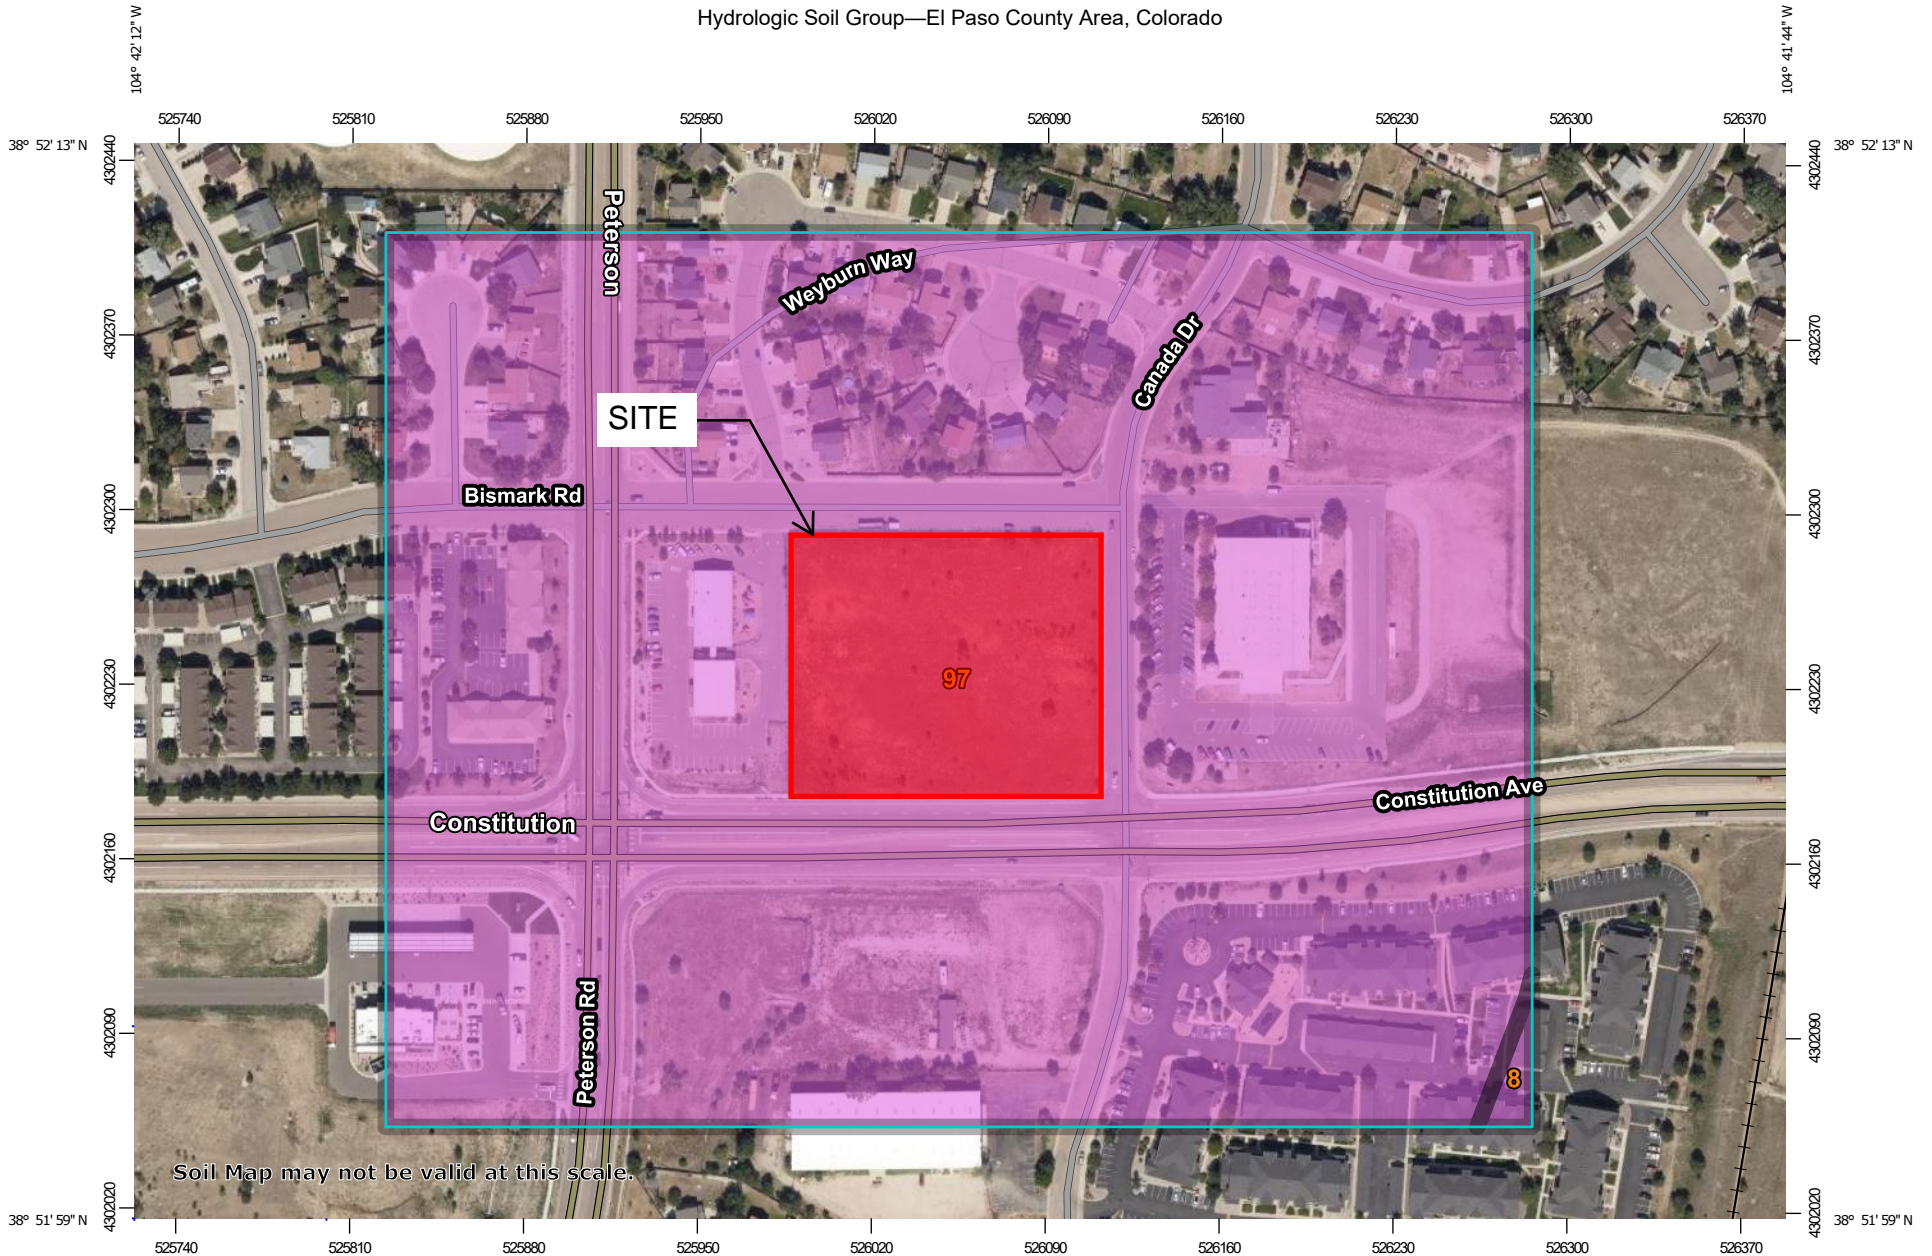 Hydrologic Soil Group—El Paso County Area, Colorado
104° 42' 12" W
104° 41' 44" W
525740 525810 525880 525950 526020 526090 526160 526230 526300 526370
38° 52' 13" N
38° 52' 13" N
4302440
4302440
Peterson
Weyburn Way
4302370
4302370
Canada Dr
SITE
Bismark Rd
4302300
4302300
97
4302230
4302230
Constitution Ave
Constitution
4302160
4302160
Peterson Rd
4302090
4302090
8
Soil Map may not be valid at this scale.
4302020
4302020
38° 51' 59" N
38° 51' 59" N
525740 525810 525880 525950 526020 526090 526160 526230 526300 526370